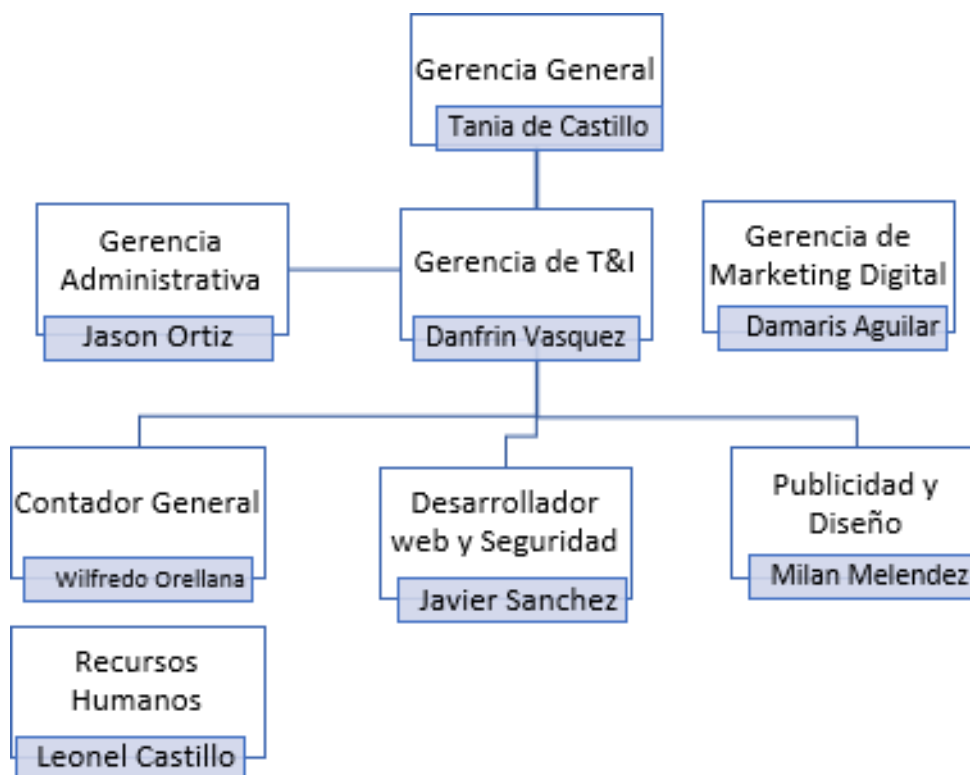 Gerencia General
Tania de Castillo
Gerencia
Administrativa
Jason Ortiz
Gerencia de T&I
Danfrin Vasquez
Gerencia de
Marketing Digital
Damaris Aguilar
Contador General
Wilfredo Orellana
Desarrollador
web y Seguridad
Javier Sanchez
Publicidad y
Diseño
Milan Melendez
Recursos
Humanos
Leonel Castillo